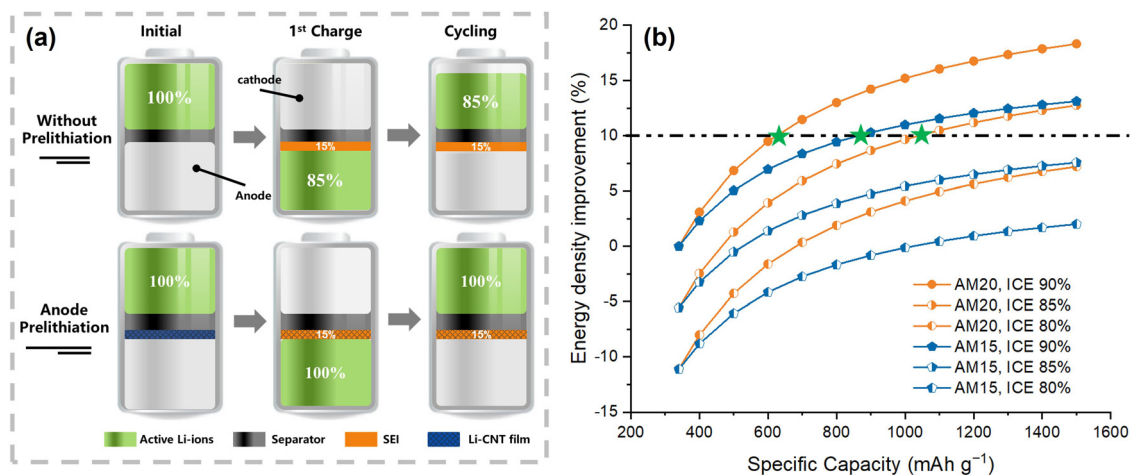 (a)
Initial
1st Charge
Cycling
Without
Prelithiation
100%
cathode
Anode
15%
85%
85%
15%
Anode
Prelithiation
100%
15%
100%
100%
15%
Active Li-ions
Separator
SEI
Li-CNT film
(b)
Energy density improvement (%)
20
15
10
5
0
-5
-10
-15
AM20, ICE 90%
AM20, ICE 85%
AM20, ICE 80%
AM15, ICE 90%
AM15, ICE 85%
AM15, ICE 80%
200 400 600 800 1000 1200 1400 1600
Specific Capacity (mAh g⁻¹)